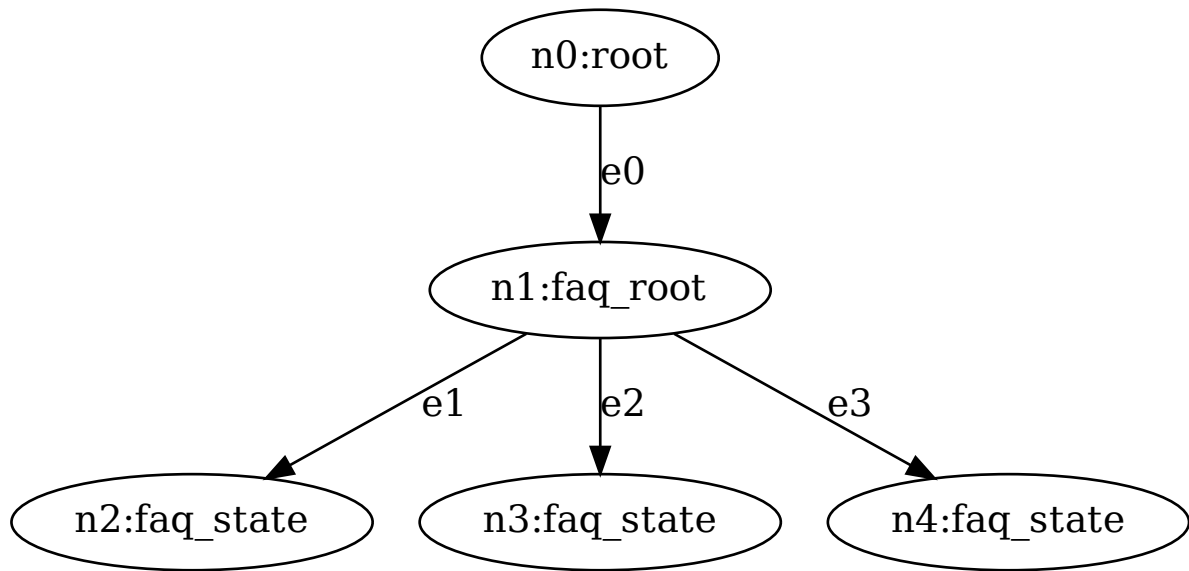 n0:root
e0
n1:faq_root
e1
e2
e3
n2:faq_state
n3:faq_state
n4:faq_state